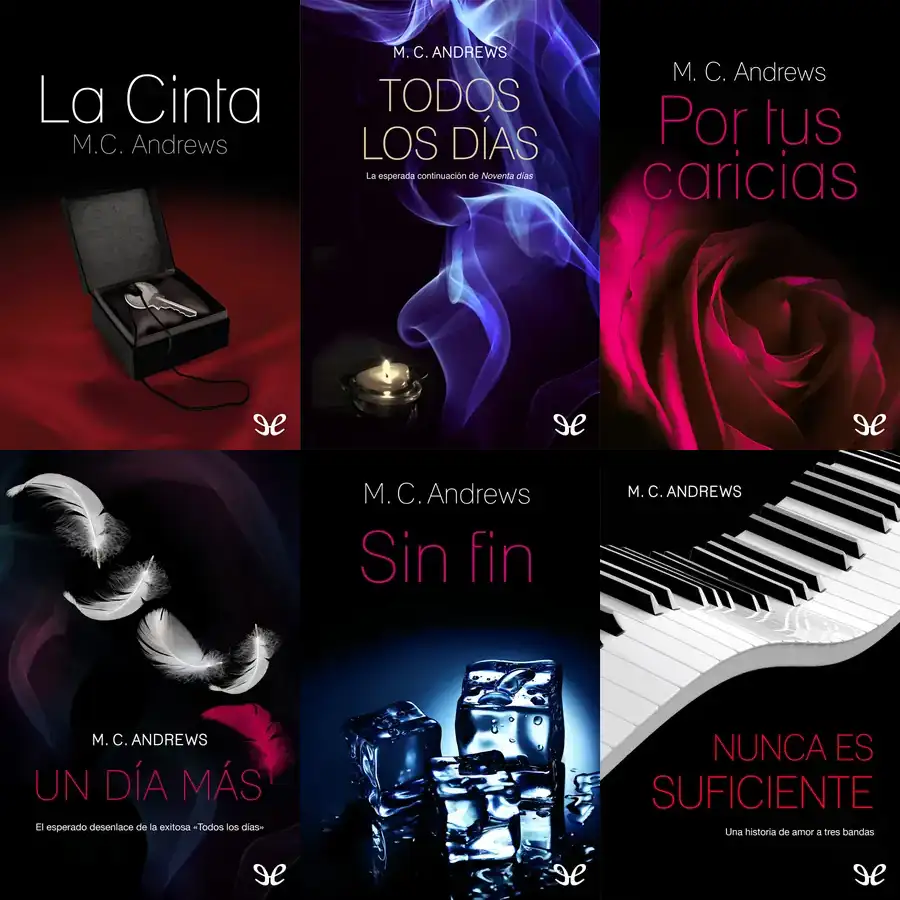 La Cinta
M.C. Andrews
M. C. ANDREWS
TODOS
LOS DÍAS
La esperada continuación de Noventa días
M. C. Andrews
Por tus
caricias
M. C. ANDREWS
UN DÍA MÁS
El esperado desenlace de la exitosa «Todos los días»
M. C. Andrews
Sin fin
M. C. ANDREWS
NUNCA ES
SUFICIENTE
Una historia de amor a tres bandas